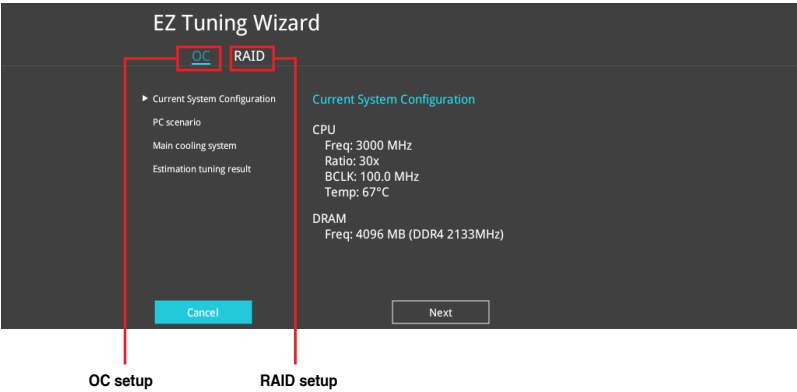 EZ Tuning Wizard
OC RAID
Current System Configuration
PC scenario
Main cooling system
Estimation tuning result
Current System Configuration
CPU
Freq: 3000 MHz
Ratio: 30x
BCLK: 100.0 MHz
Temp: 67°C
DRAM
Freq: 4096 MB (DDR4 2133MHz)
Cancel Next
OC setup RAID setup